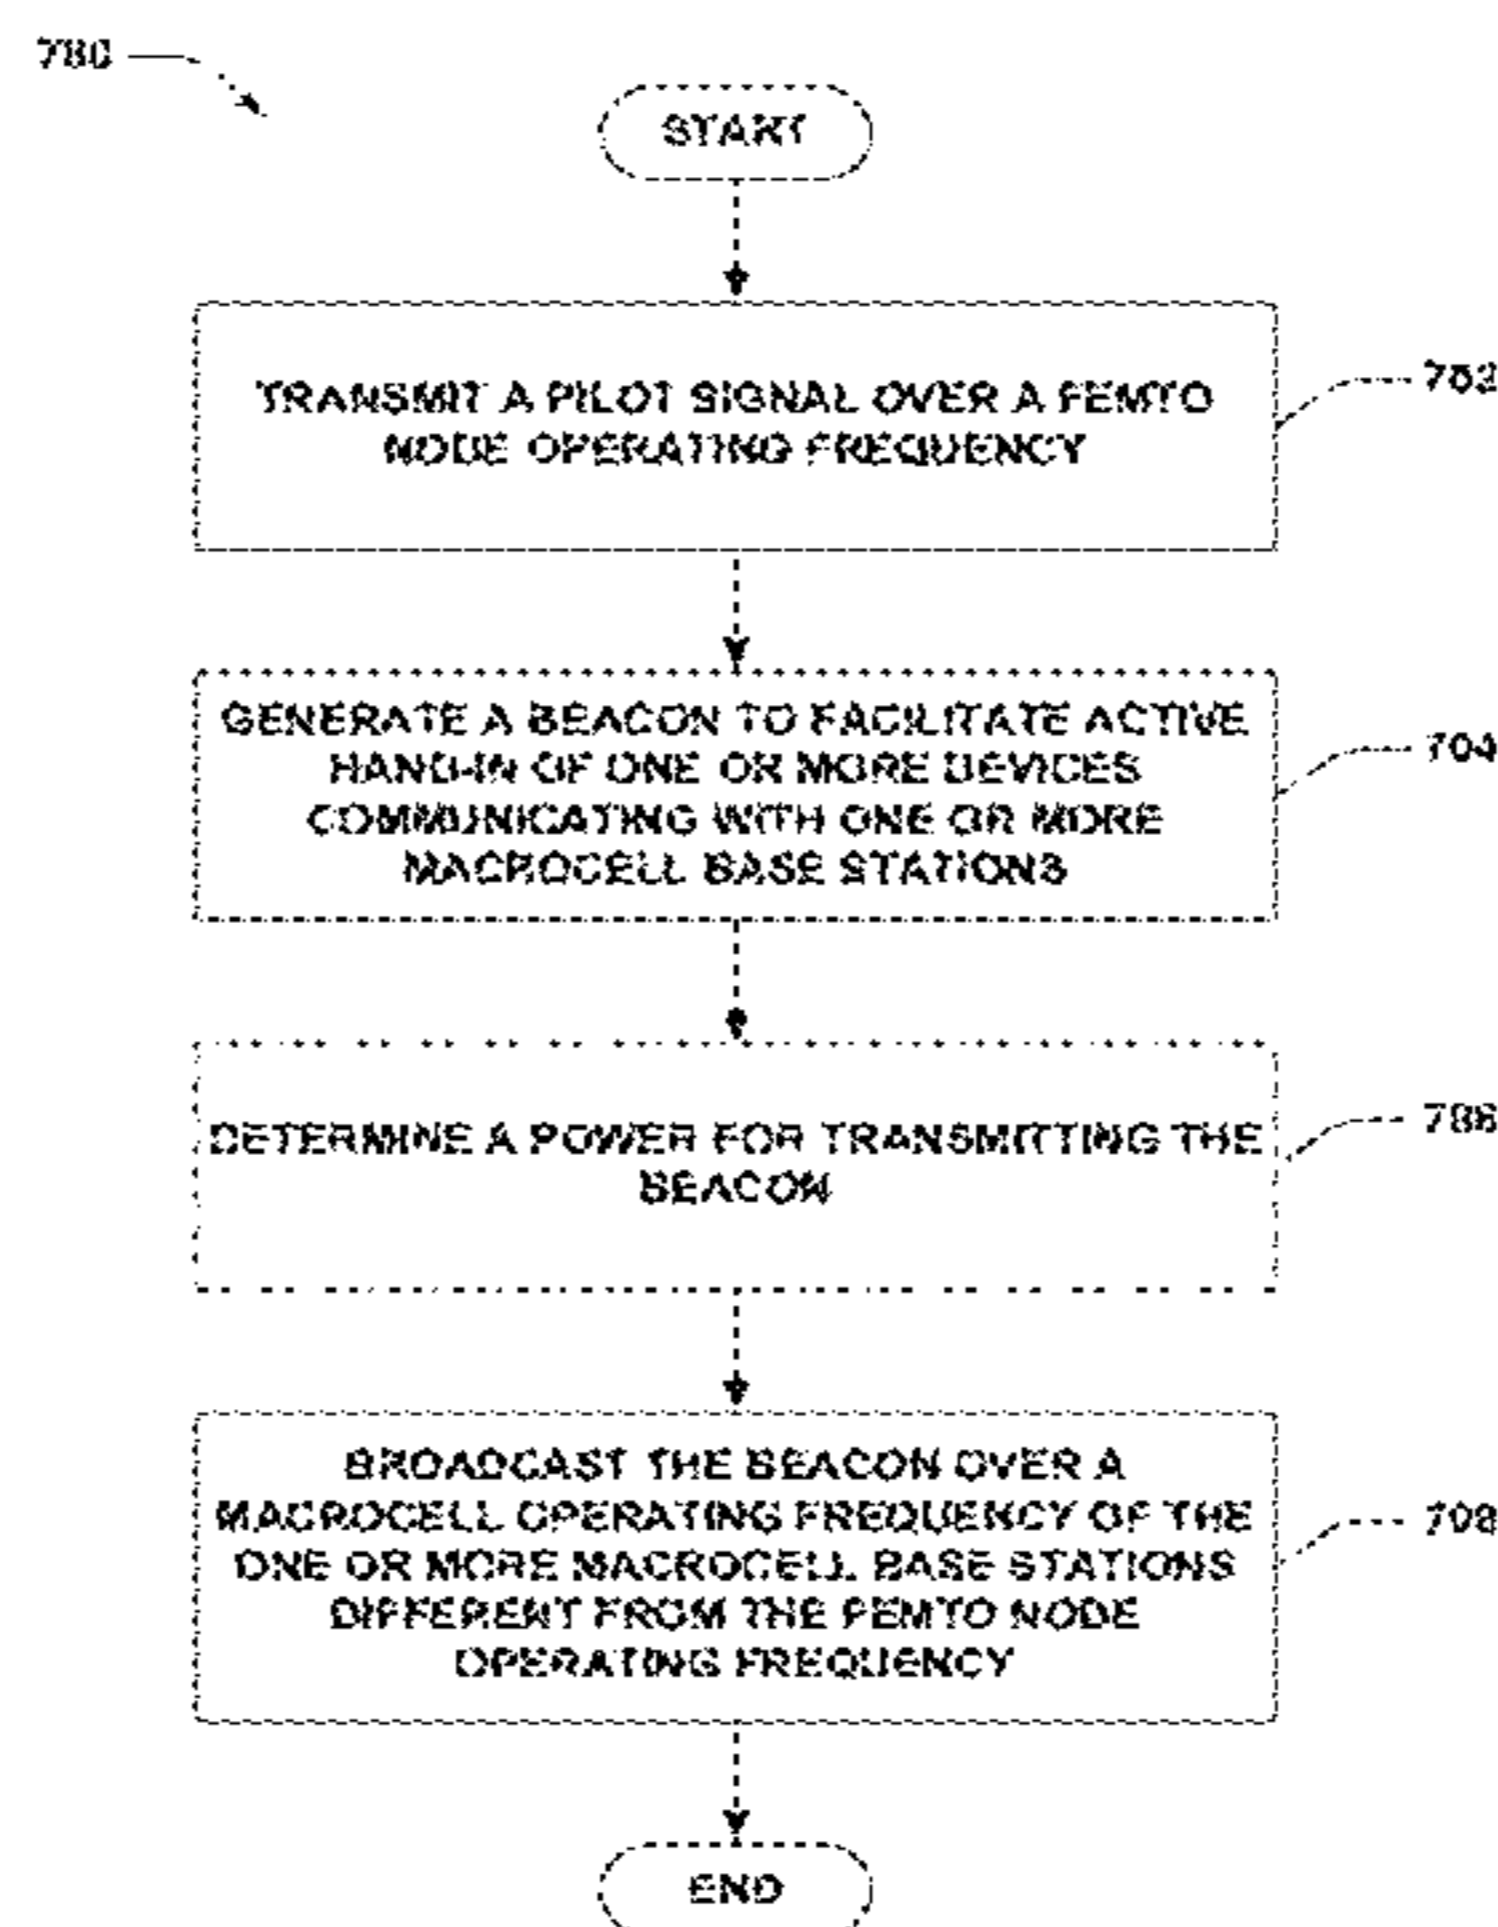 700
START
TRANSMIT A PILOT SIGNAL OVER A FEMTO
NODE OPERATING FREQUENCY
702
GENERATE A BEACON TO FACILITATE ACTIVE
HAND-IN OF ONE OR MORE DEVICES
COMMUNICATING WITH ONE OR MORE
MACROCELL BASE STATIONS
704
DETERMINE A POWER FOR TRANSMITTING THE
BEACON
706
BROADCAST THE BEACON OVER A
MACROCELL OPERATING FREQUENCY OF THE
ONE OR MORE MACROCELL BASE STATIONS
DIFFERENT FROM THE FEMTO NODE
OPERATING FREQUENCY
708
END